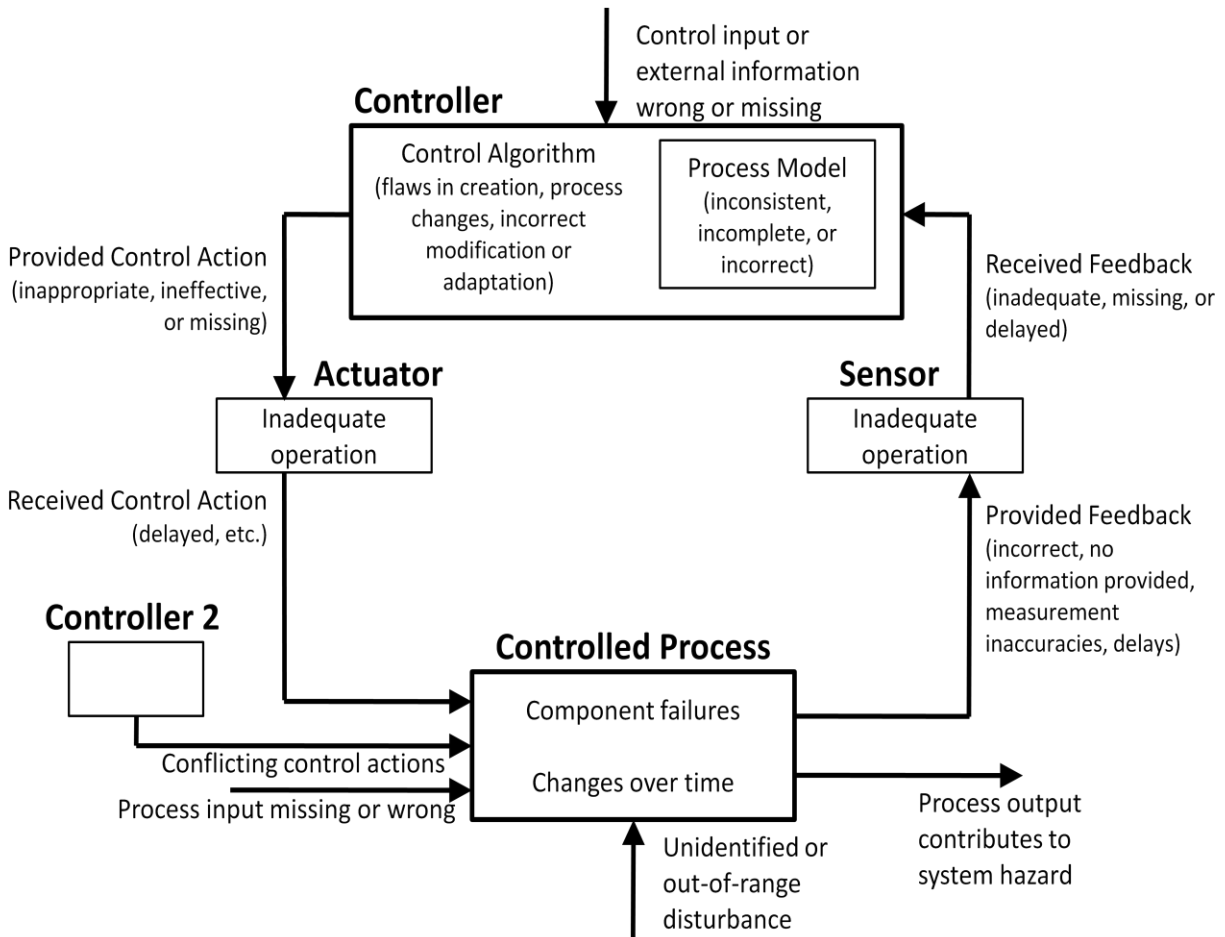 Control input or
external information
wrong or missing
Controller
Control Algorithm
(flaws in creation, process
changes, incorrect
modification or
adaptation)
Process Model
(inconsistent,
incomplete, or
incorrect)
Provided Control Action
(inappropriate, ineffective,
or missing)
Received Feedback
(inadequate, missing, or
delayed)
Actuator
Inadequate
operation
Sensor
Inadequate
operation
Received Control Action
(delayed, etc.)
Provided Feedback
(incorrect, no
information provided,
measurement
inaccuracies, delays)
Controller 2
Controlled Process
Component failures
Changes over time
Conflicting control actions
Process input missing or wrong
Process output
contributes to
system hazard
Unidentified or
out-of-range
disturbance